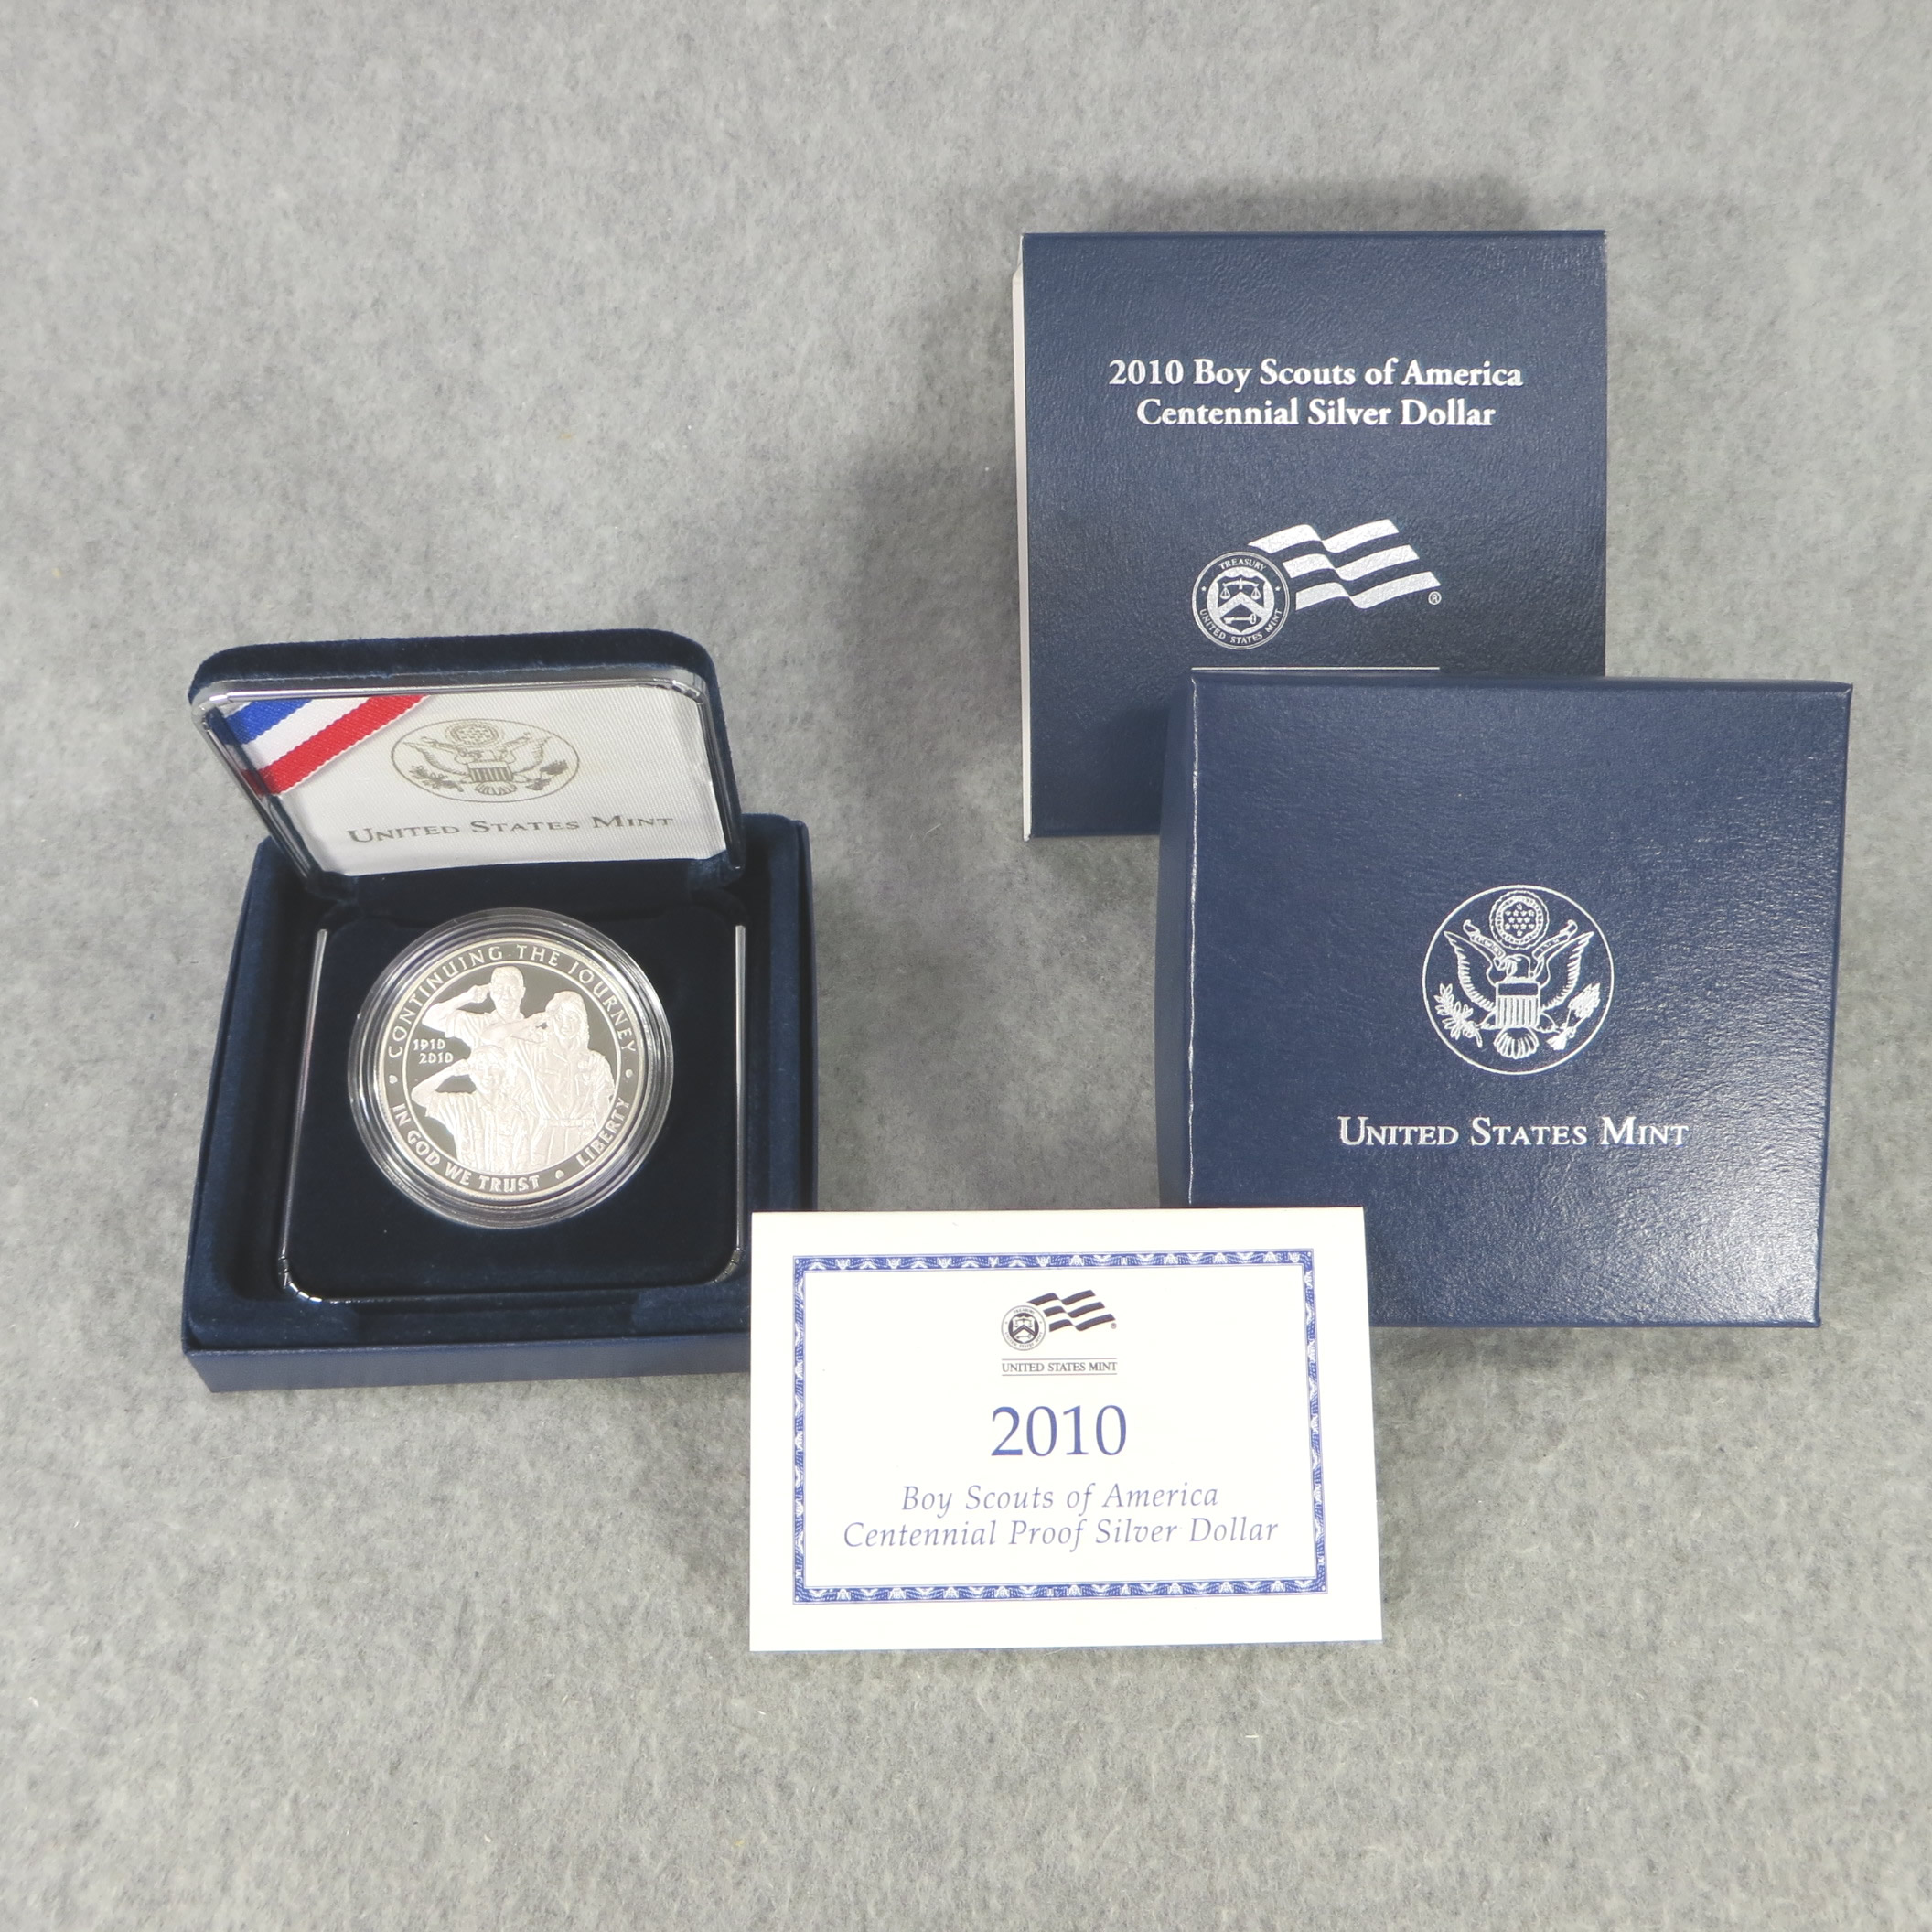 2010 Boy Scouts of America
Centennial Silver Dollar
TREASURY
UNITED STATES MINT
®
UNITED STATES MINT
CONTINUING THE JOURNEY
1910
2010
IN GOD WE TRUST
LIBERTY
UNITED STATES MINT
UNITED STATES MINT
2010
Boy Scouts of America
Centennial Proof Silver Dollar